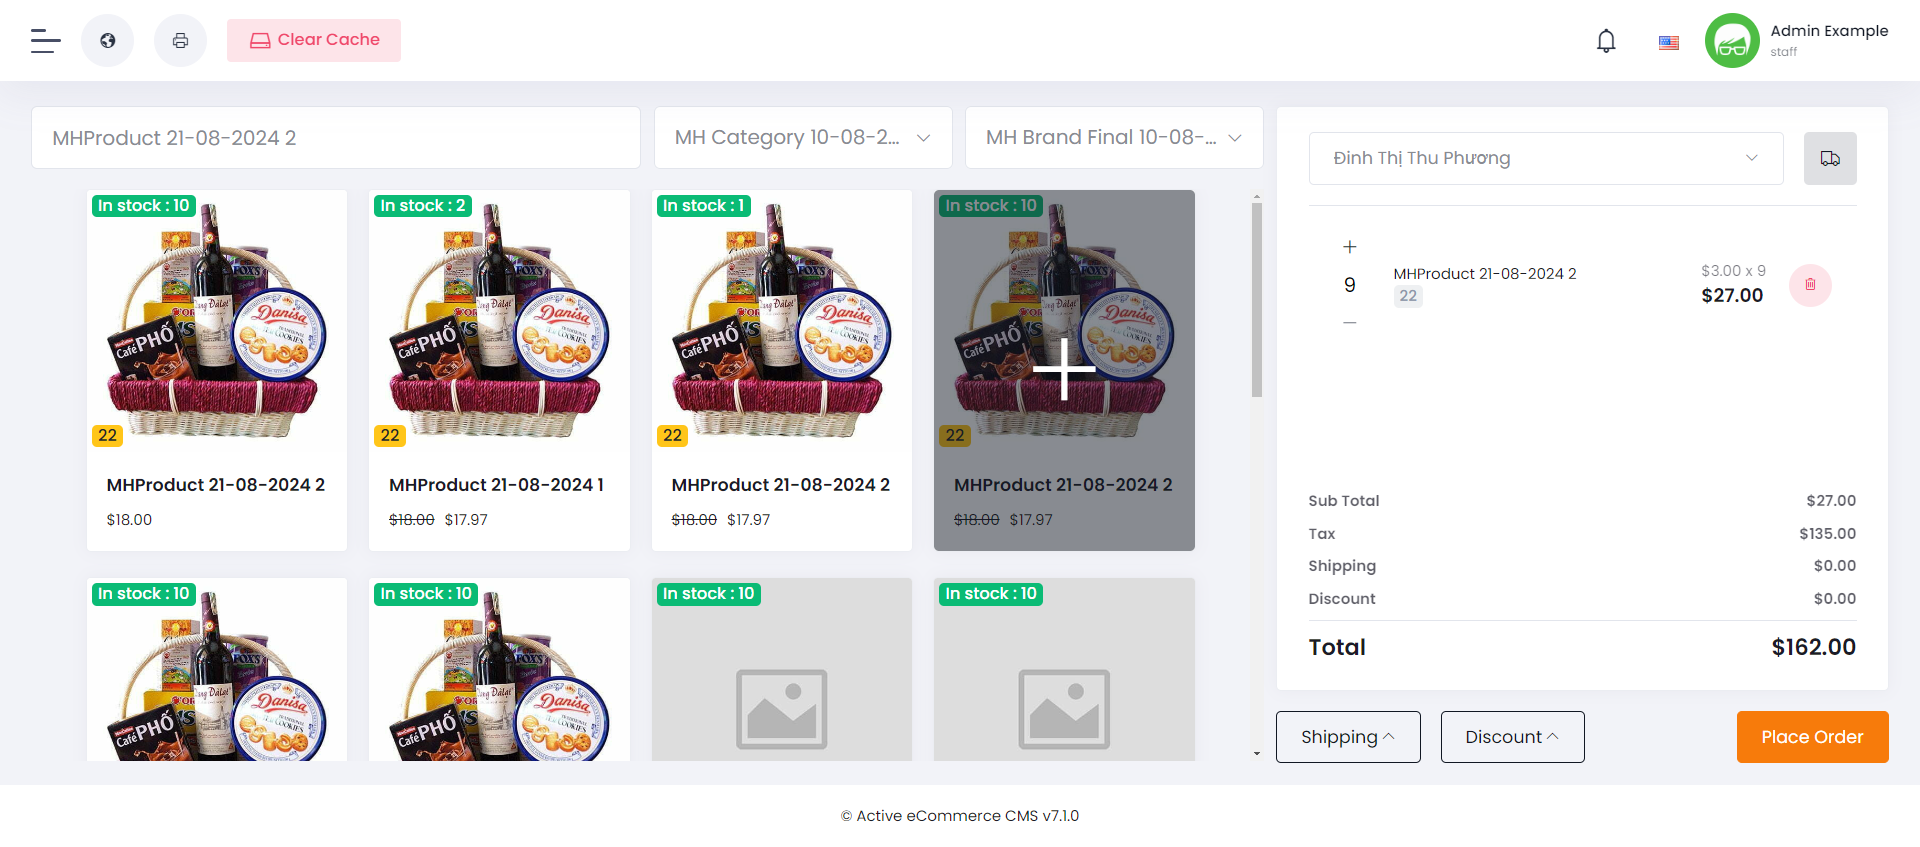 Clear Cache
Admin Example
staff
MHProduct 21-08-2024 2
MH Category 10-08-2...
MH Brand Final 10-08-...
Đinh Thị Thu Phương
In stock : 10
In stock : 2
In stock : 1
In stock : 10
22
22
22
22
MHProduct 21-08-2024 2
MHProduct 21-08-2024 1
MHProduct 21-08-2024 2
MHProduct 21-08-2024 2
$18.00
$18.00 $17.97
$18.00 $17.97
$18.00 $17.97
In stock : 10
In stock : 10
In stock : 10
In stock : 10
9
MHProduct 21-08-2024 2
22
$3.00 x 9
$27.00
Sub Total
$27.00
Tax
$135.00
Shipping
$0.00
Discount
$0.00
Total
$162.00
Shipping
Discount
Place Order
© Active eCommerce CMS v7.1.0